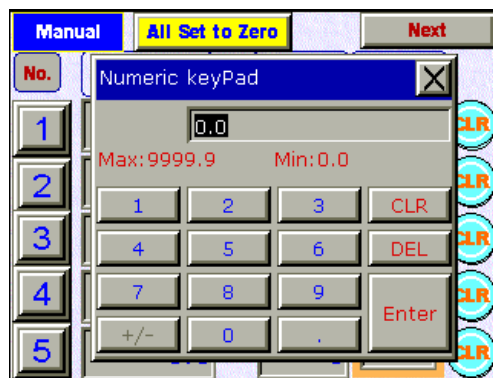 Manual All Set to Zero Next
No.
Numeric keyPad X
0.0
Max:9999.9 Min:0.0
1 2 3 CLR
4 5 6 DEL
7 8 9 Enter
+/- 0 .
1 CLR
2 CLR
3 CLR
4 CLR
5 CLR